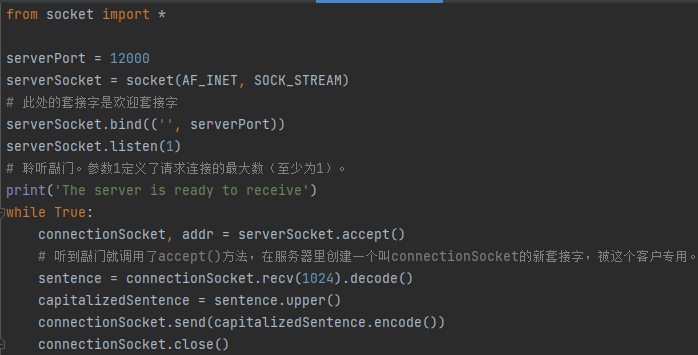 from socket import *
serverPort = 12000
serverSocket = socket(AF_INET, SOCK_STREAM)
# 此处的套接字是欢迎套接字
serverSocket.bind(('', serverPort))
serverSocket.listen(1)
# 聆听敲门。参数1定义了请求连接的最大数（至少为1）。
print('The server is ready to receive')
while True:
    connectionSocket, addr = serverSocket.accept()
    # 听到敲门就调用了accept()方法，在服务器里创建一个叫connectionSocket的新套接字，被这个客户专用。
    sentence = connectionSocket.recv(1024).decode()
    capitalizedSentence = sentence.upper()
    connectionSocket.send(capitalizedSentence.encode())
    connectionSocket.close()